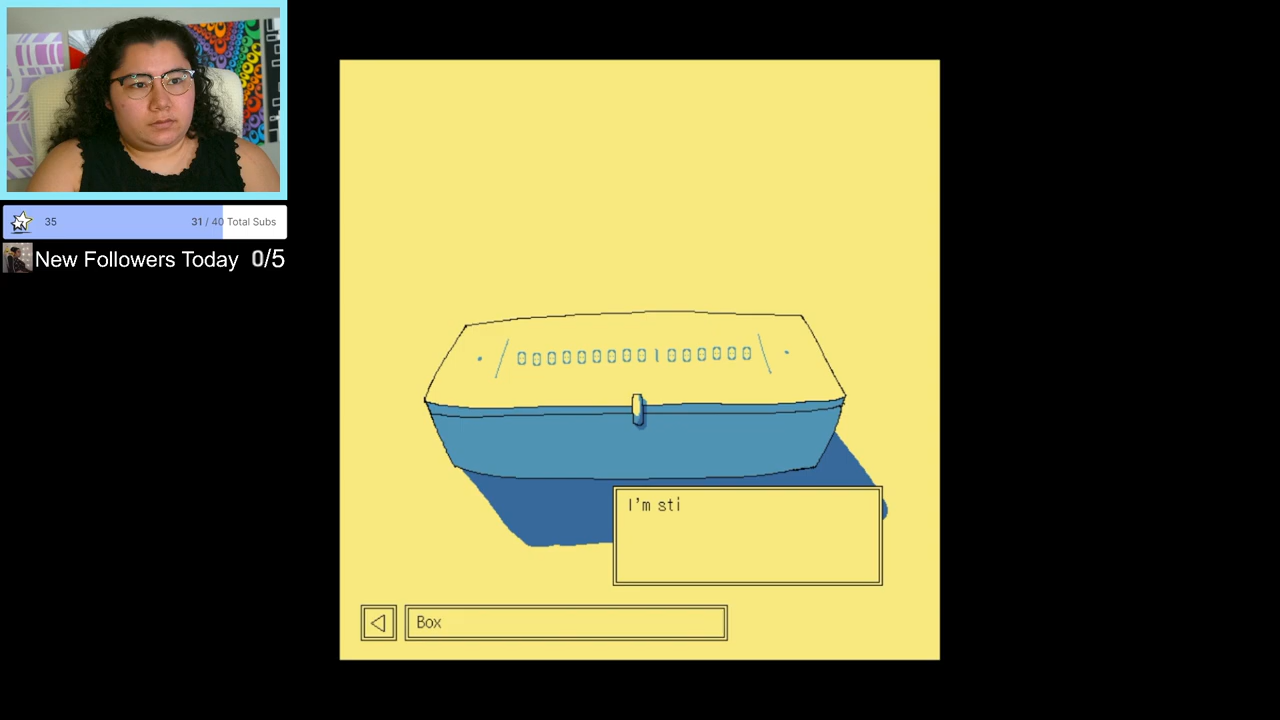 35 31 / 40 Total Subs
New Followers Today 0/5
0000000001000000
I'm sti
Box